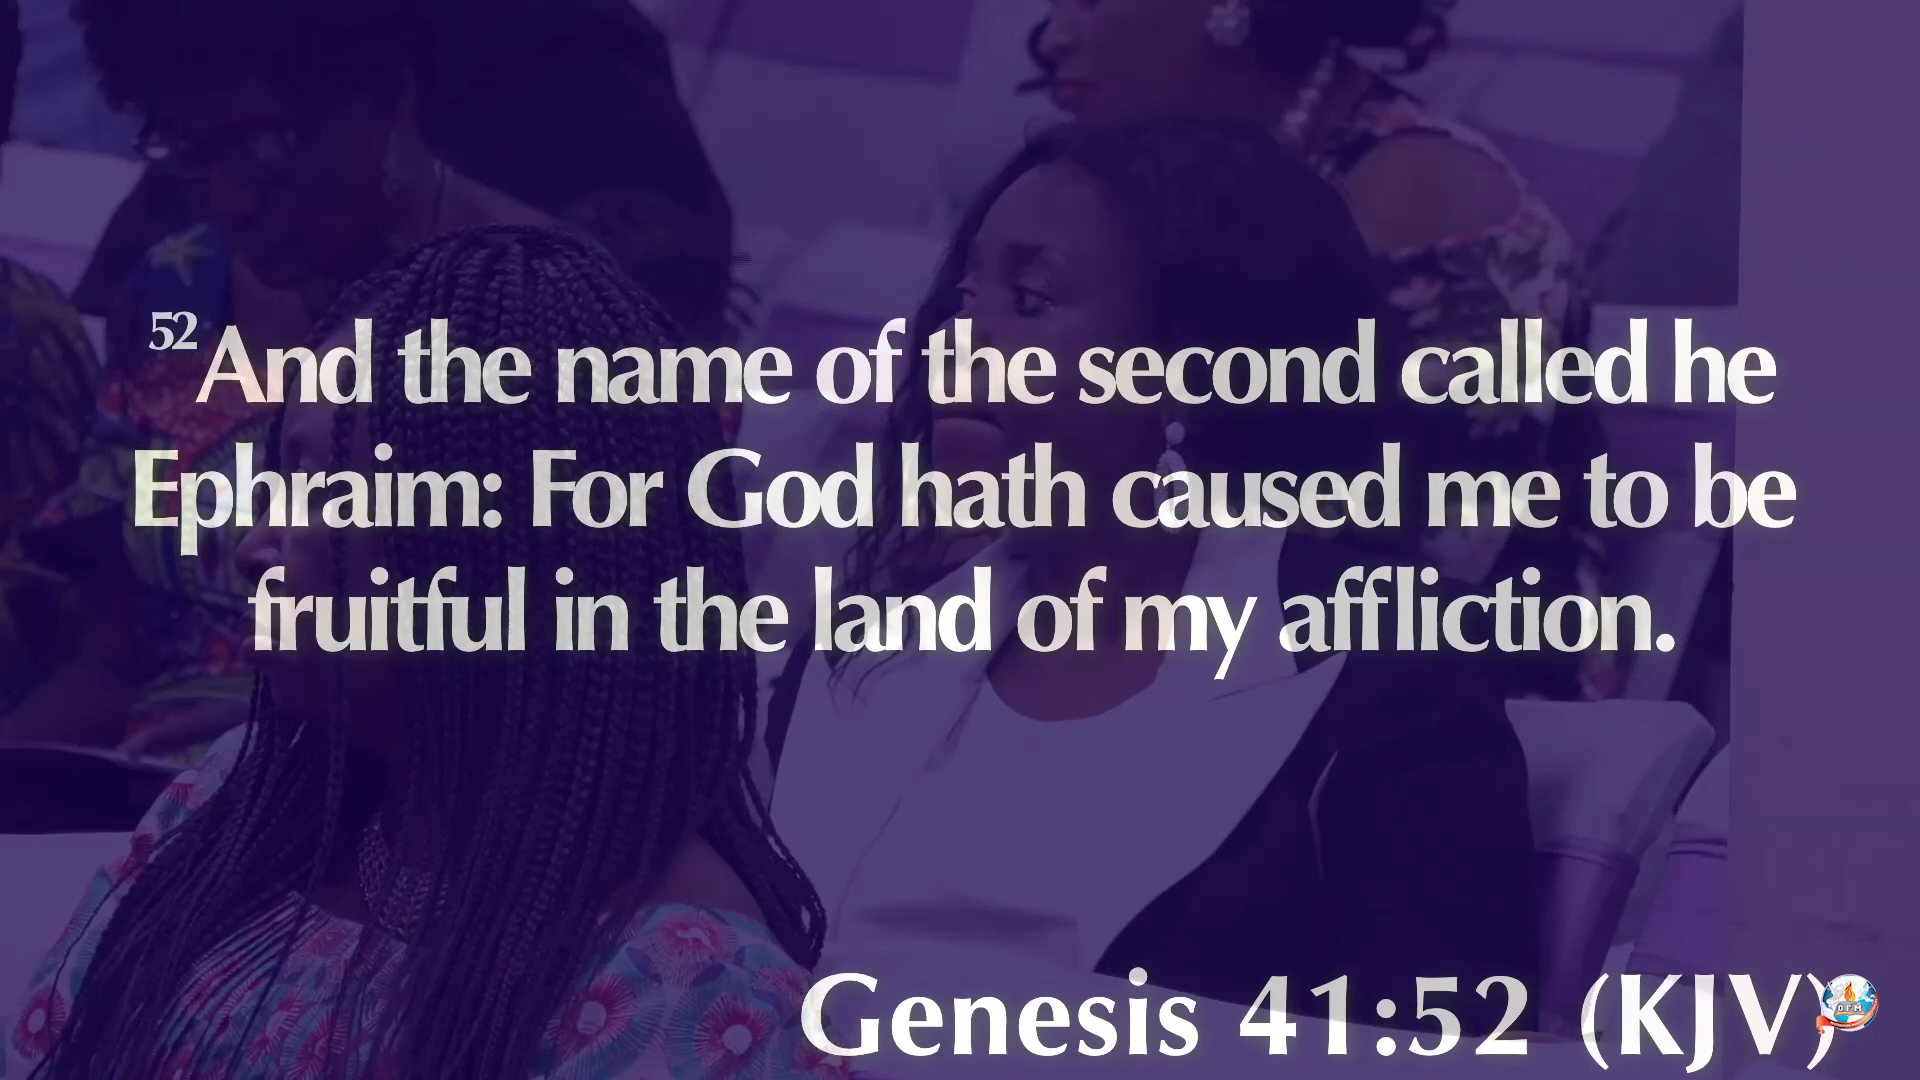 52And the name of the second called he
Ephraim: For God hath caused me to be
fruitful in the land of my affliction.
Genesis 41:52 (KJV)